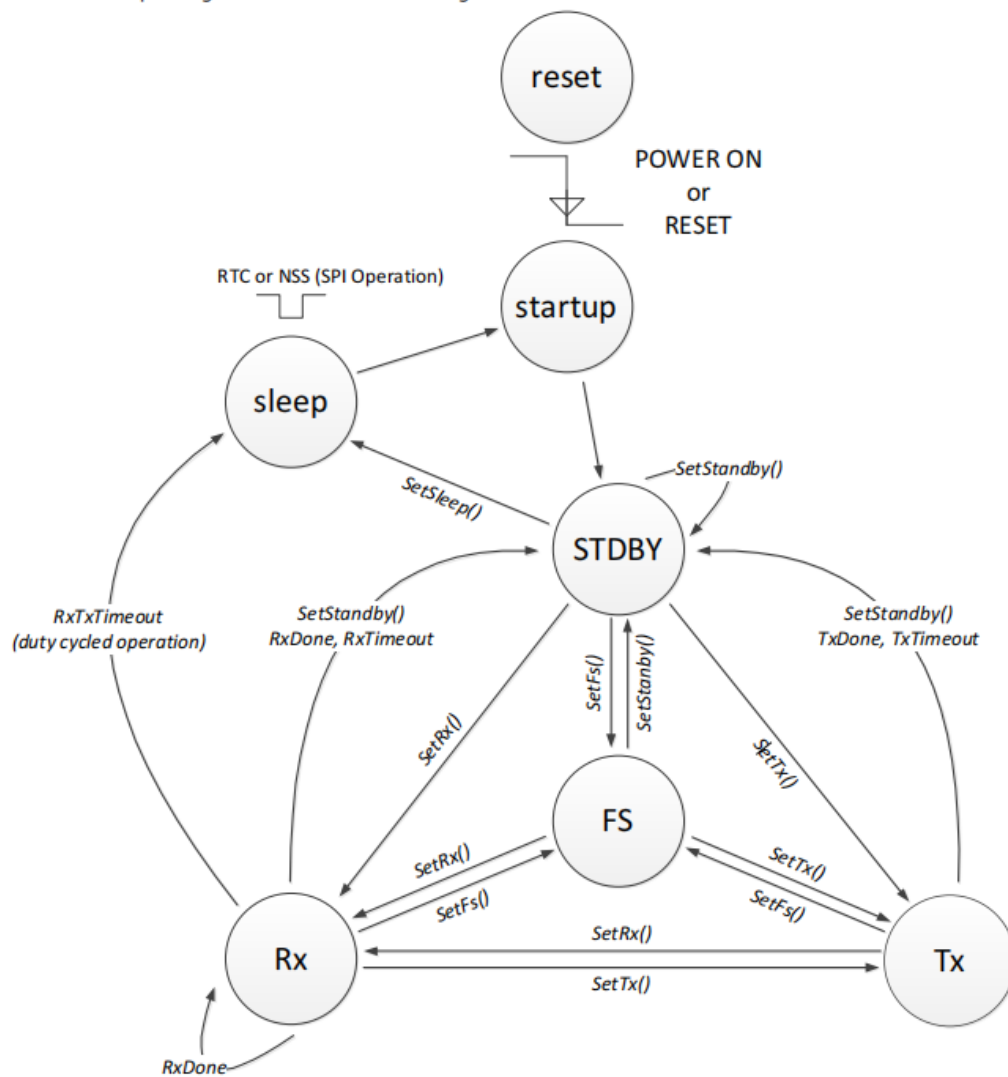 reset
POWER ON
or
RESET
RTC or NSS (SPI Operation)
startup
sleep
SetStandby()
SetSleep()
STDBY
RxTxTimeout
(duty cycled operation)
SetStandby()
RxDone, RxTimeout
SetStandby()
TxDone, TxTimeout
SetFs()
SetStanby()
SetRx()
SetTx()
FS
SetRx()
SetFs()
SetTx()
SetFs()
SetRx()
SetTx()
Rx
Tx
RxDone